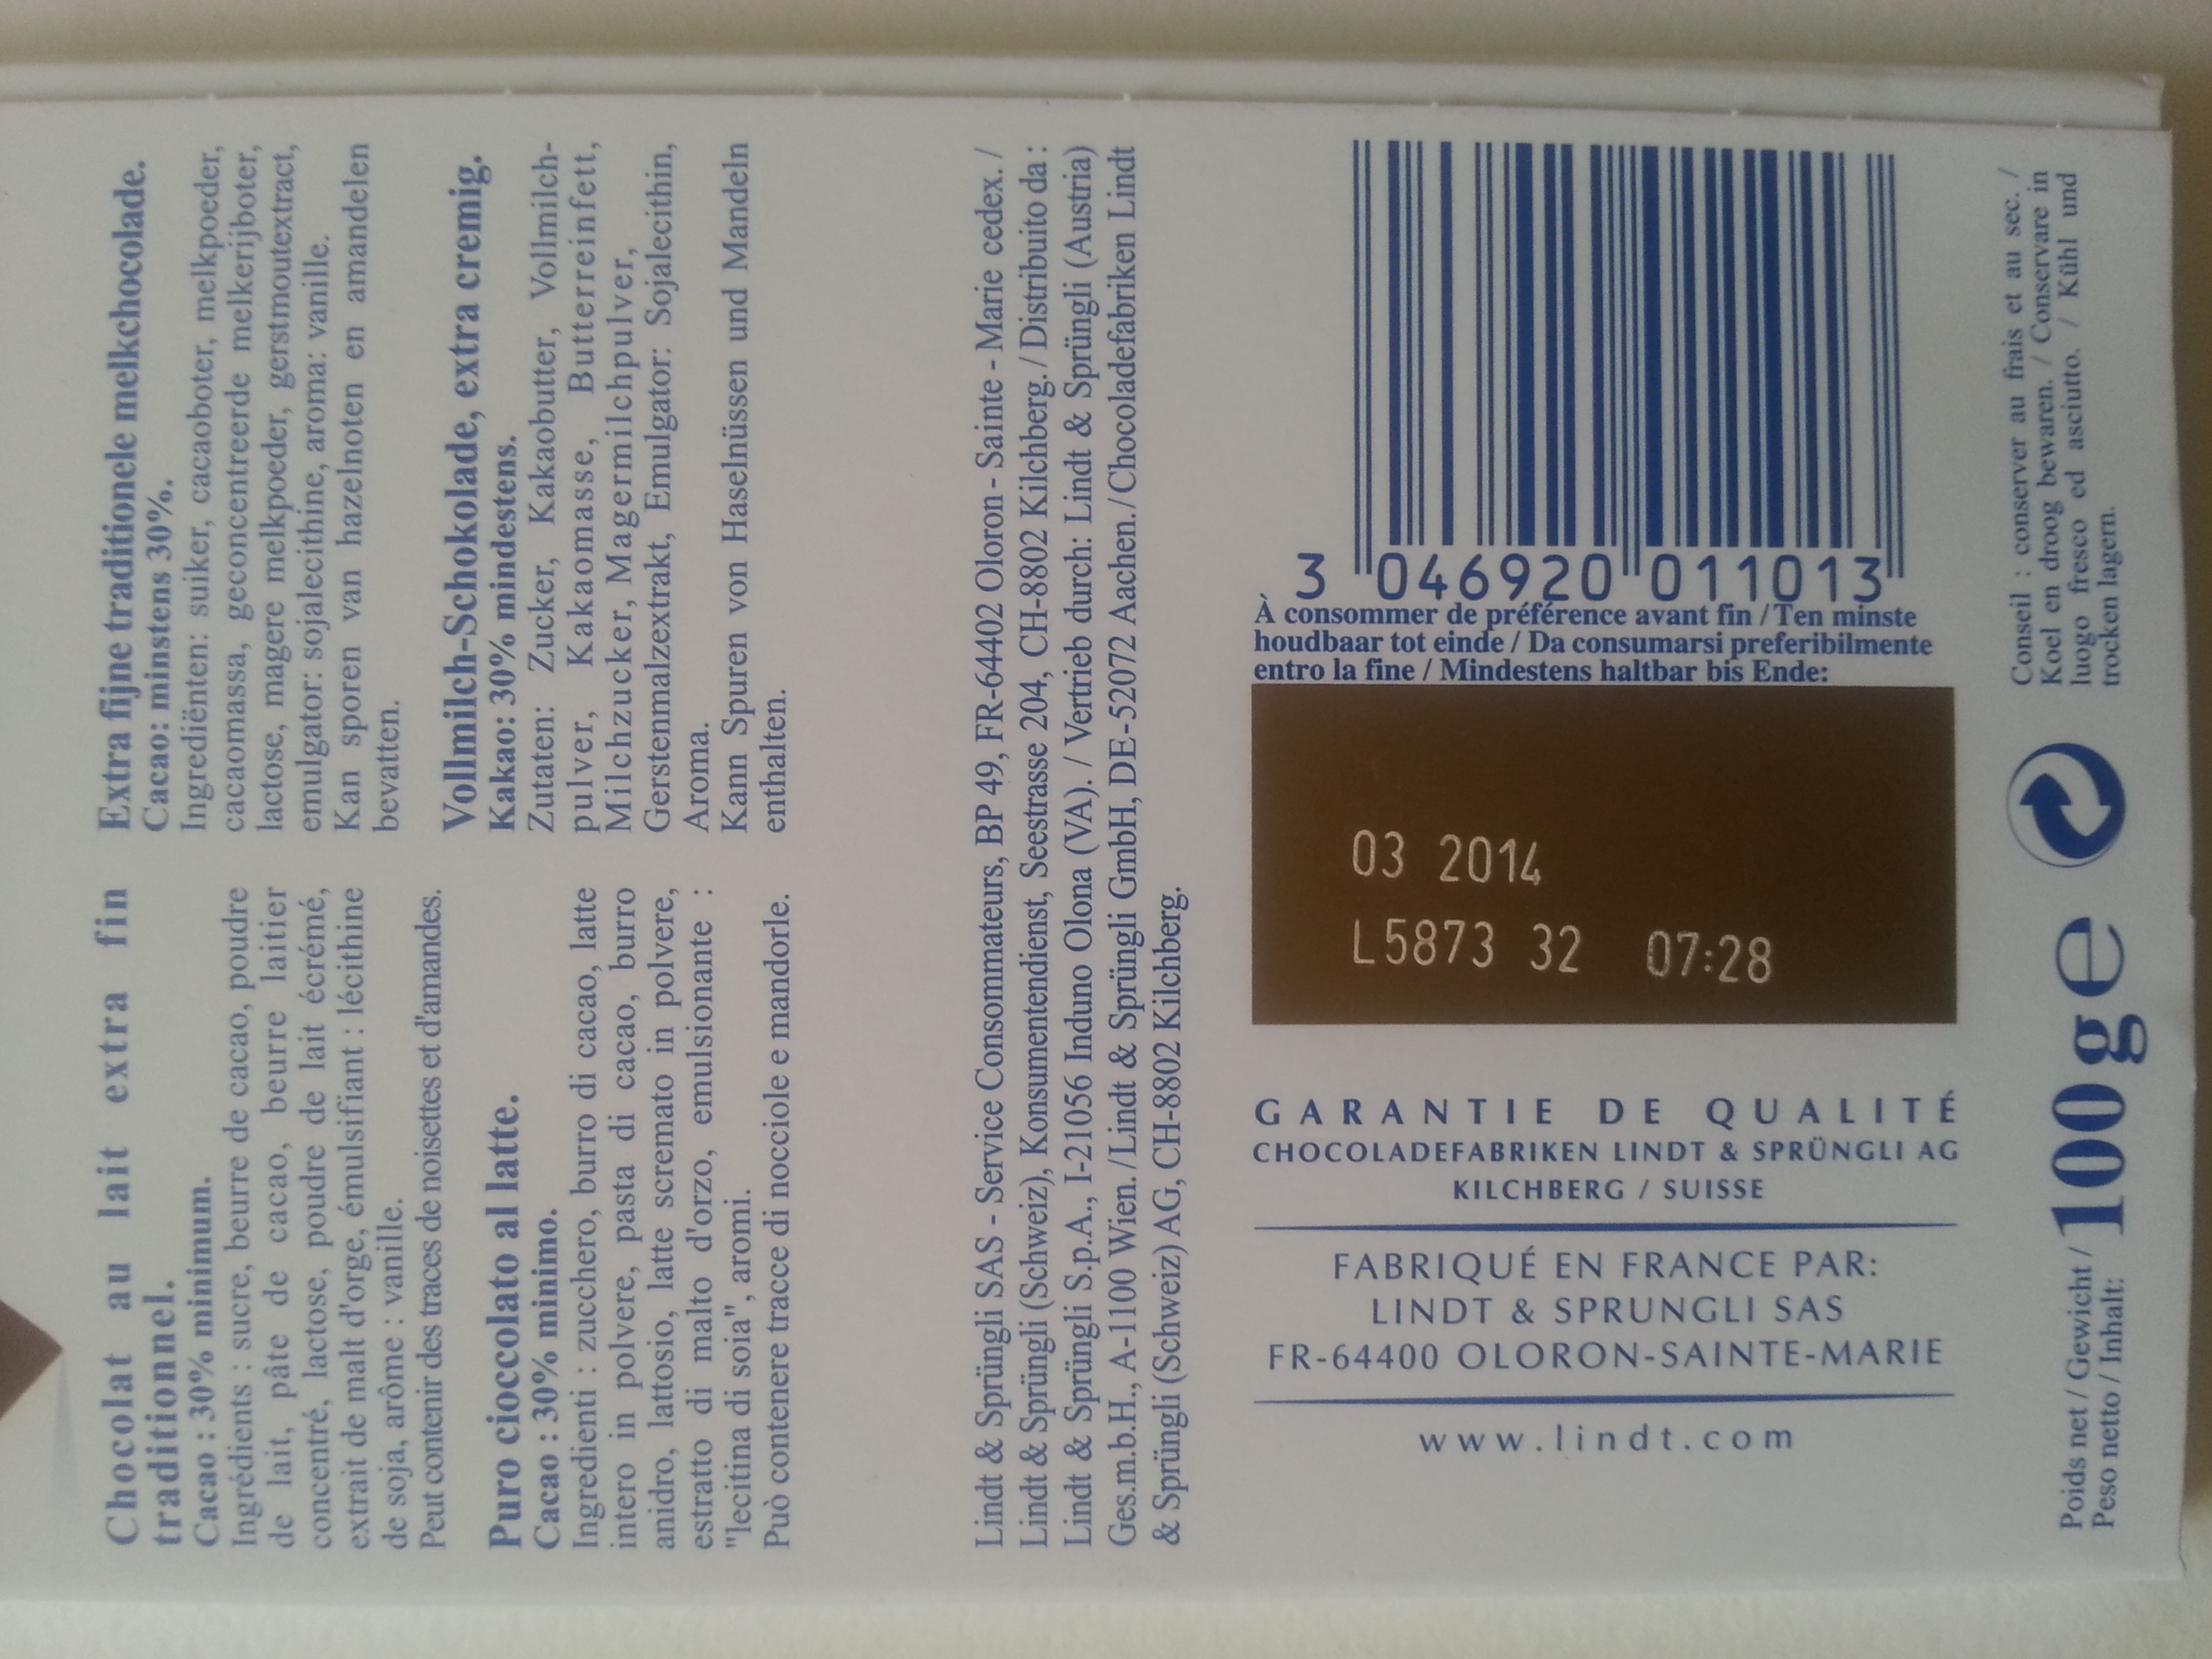 Chocolat au lait extra fin
traditionnel.
Cacao : 30% minimum.
Ingrédients : sucre, beurre de cacao, poudre
de lait, pâte de cacao, beurre laitier
concentré, lactose, poudre de lait écrémé,
extrait de malt d'orge, émulsifiant : lécithine
de soja, arôme : vanille.
Peut contenir des traces de noisettes et d'amandes.
Puro cioccolato al latte.
Cacao : 30% minimo.
Ingredienti : zucchero, burro di cacao, latte
intero in polvere, pasta di cacao, burro
anidro, lattosio, latte scremato in polvere,
estratto di malto d'orzo, emulsionante :
"lecitina di soia", aromi.
Può contenere tracce di nocciole e mandorle.
Extra fijne traditionele melkchocolade.
Cacao: minstens 30%.
Ingrediënten: suiker, cacaoboter, melkpoeder,
cacaomassa, geconcentreerde melkerijboter,
lactose, magere melkpoeder, gerstmoutextract,
emulgator: sojalecithine, aroma: vanille.
Kan sporen van hazelnoten en amandelen
bevatten.
Vollmilch-Schokolade, extra cremig.
Kakao: 30% mindestens.
Zutaten: Zucker, Kakaobutter, Vollmilch-
pulver, Kakaomasse, Butterreinfett,
Milchzucker, Magermilchpulver,
Gerstenmalzextrakt, Emulgator: Sojalecithin,
Aroma.
Kann Spuren von Haselnüssen und Mandeln
enthalten.
Lindt & Sprüngli SAS - Service Consommateurs, BP 49, FR-64402 Oloron - Sainte - Marie cedex. /
Lindt & Sprüngli (Schweiz), Konsumentendienst, Seestrasse 204, CH-8802 Kilchberg. / Distribuito da :
Lindt & Sprüngli S.p.A., I-21056 Induno Olona (VA). / Vertrieb durch: Lindt & Sprüngli (Austria)
Ges.m.b.H., A-1100 Wien. / Lindt & Sprüngli GmbH, DE-52072 Aachen. / Chocoladefabriken Lindt
& Sprüngli (Schweiz) AG, CH-8802 Kilchberg.
3 046920 011013
À consommer de préférence avant fin / Ten minste
houdbaar tot einde / Da consumarsi preferibilmente
entro la fine / Mindestens haltbar bis Ende:
03 2014
L5873 32 07:28
GARANTIE DE QUALITÉ
CHOCOLADEFABRIKEN LINDT & SPRÜNGLI AG
KILCHBERG / SUISSE
FABRIQUÉ EN FRANCE PAR:
LINDT & SPRUNGLI SAS
FR-64400 OLORON-SAINTE-MARIE
www.lindt.com
Poids net / Gewicht /
Peso netto / Inhalt:
100 g e
Conseil : conserver au frais et au sec. /
Koel en droog bewaren. / Conservare in
luogo fresco ed asciutto. / Kühl und
trocken lagern.